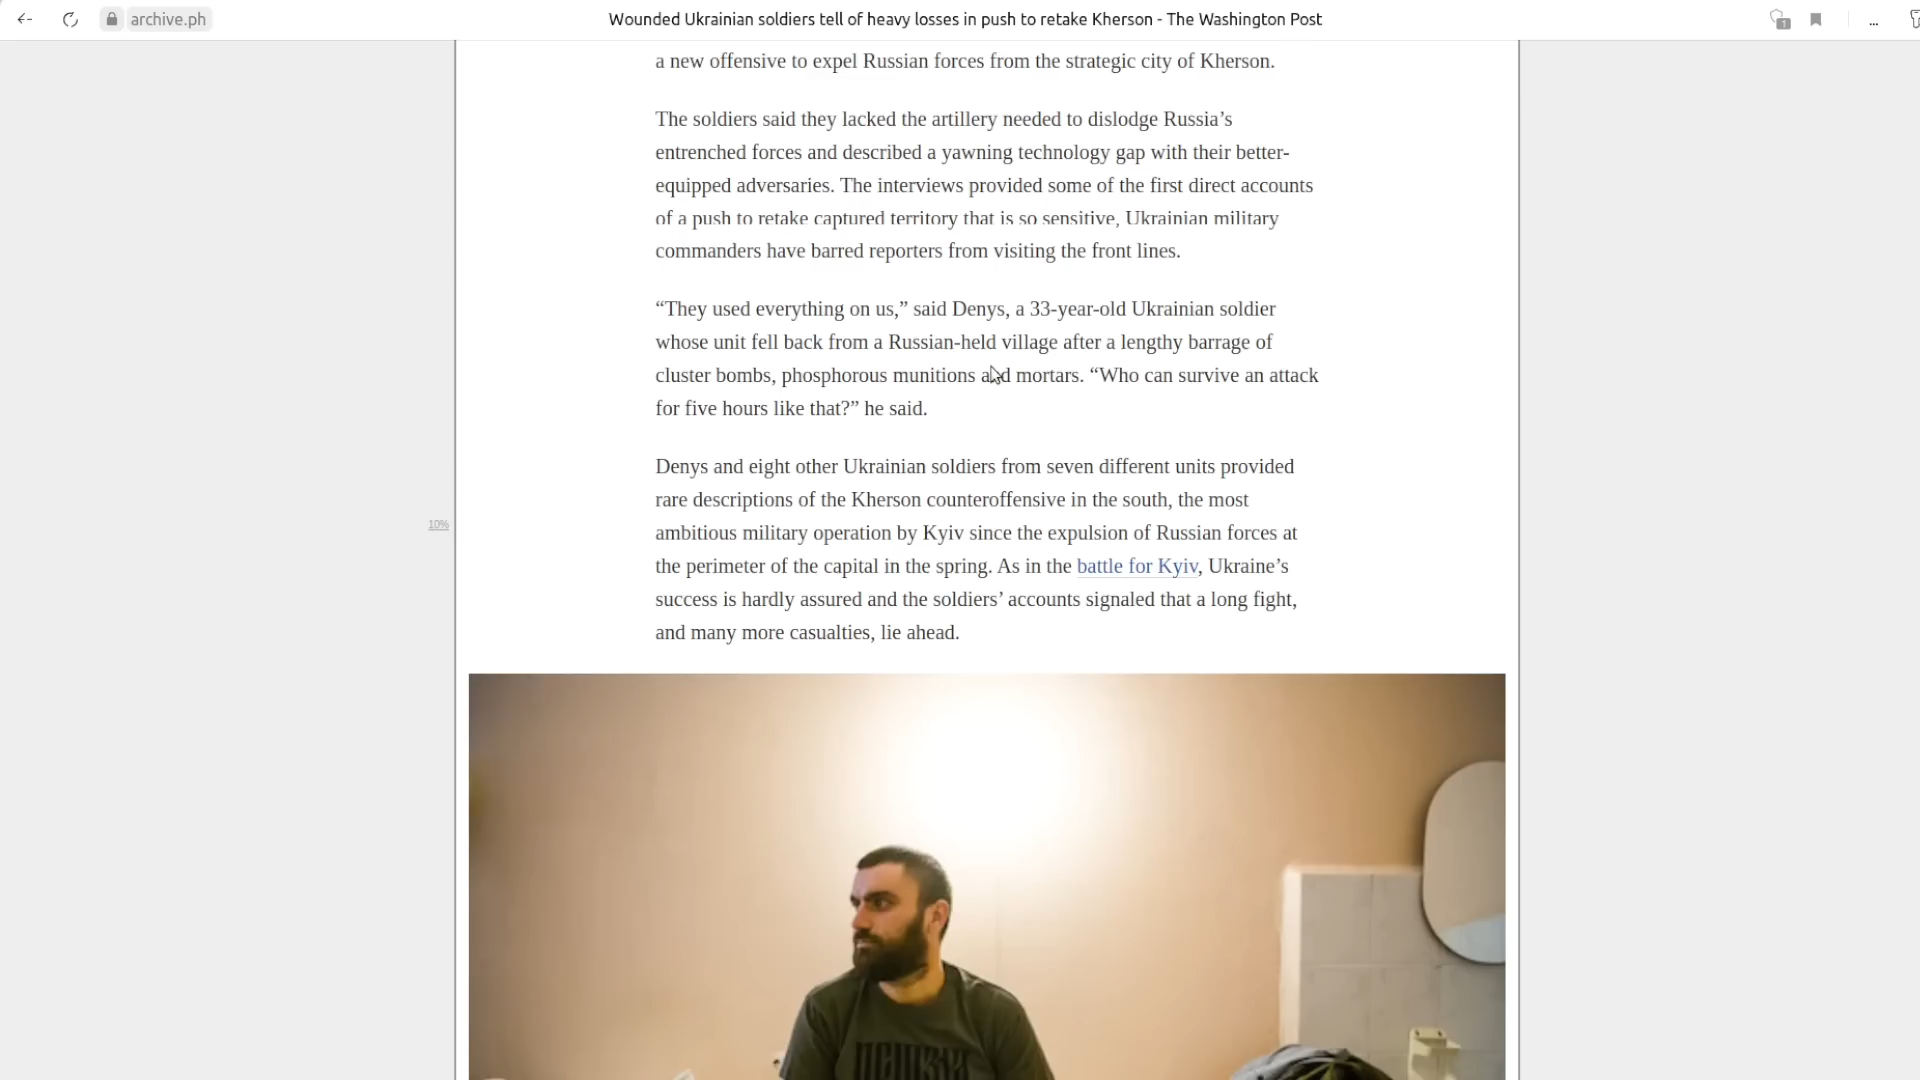 archive.ph
Wounded Ukrainian soldiers tell of heavy losses in push to retake Kherson - The Washington Post
1
...
a new offensive to expel Russian forces from the strategic city of Kherson.
The soldiers said they lacked the artillery needed to dislodge Russia’s
entrenched forces and described a yawning technology gap with their better-
equipped adversaries. The interviews provided some of the first direct accounts
of a push to retake captured territory that is so sensitive, Ukrainian military
commanders have barred reporters from visiting the front lines.
“They used everything on us,” said Denys, a 33-year-old Ukrainian soldier
whose unit fell back from a Russian-held village after a lengthy barrage of
cluster bombs, phosphorous munitions and mortars. “Who can survive an attack
for five hours like that?” he said.
Denys and eight other Ukrainian soldiers from seven different units provided
rare descriptions of the Kherson counteroffensive in the south, the most
10%
ambitious military operation by Kyiv since the expulsion of Russian forces at
the perimeter of the capital in the spring. As in the battle for Kyiv, Ukraine’s
success is hardly assured and the soldiers’ accounts signaled that a long fight,
and many more casualties, lie ahead.